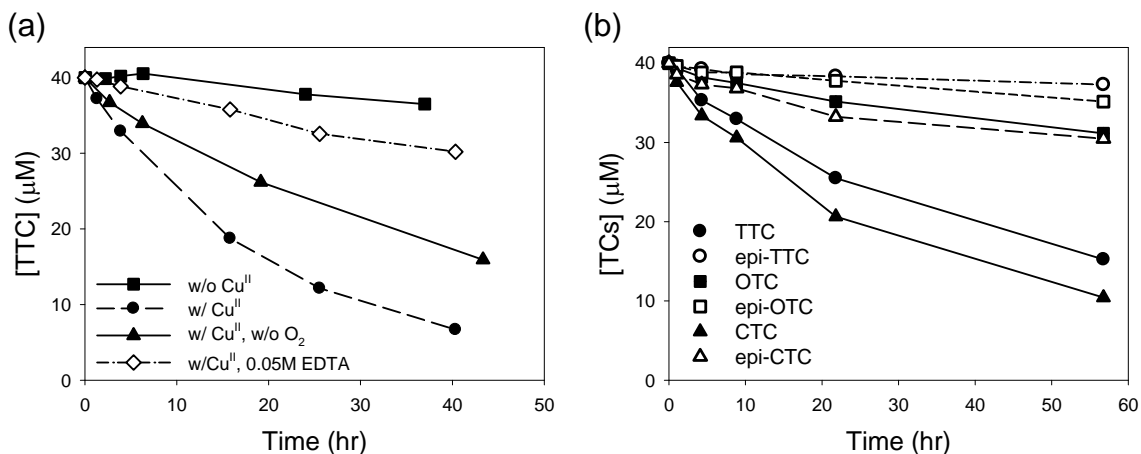 (a)
[TTC] (μM)
50
40
30
20
10
0
w/o Cu^II
w/ Cu^II
w/ Cu^II, w/o O₂
w/Cu^II, 0.05M EDTA
0 10 20 30 40 50
Time (hr)
(b)
[TCs] (μM)
40
30
20
10
0
TTC
epi-TTC
OTC
epi-OTC
CTC
epi-CTC
0 10 20 30 40 50 60
Time (hr)